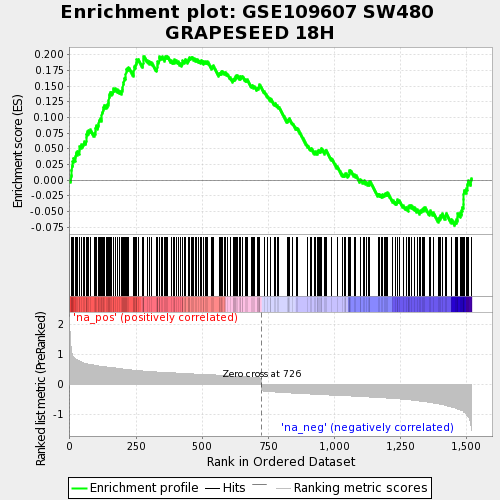 Enrichment plot: GSE109607 SW480
GRAPESEED 18H
Enrichment score (ES)
0.200
0.175
0.150
0.125
0.100
0.075
0.050
0.025
0.000
-0.025
-0.050
-0.075
Ranked list metric (PreRanked)
'na_pos' (positively correlated)
2
1
0
-1
Zero cross at 726
'na_neg' (negatively correlated)
0
250
500
750
1,000
1,250
1,500
Rank in Ordered Dataset
Enrichment profile
Hits
Ranking metric scores